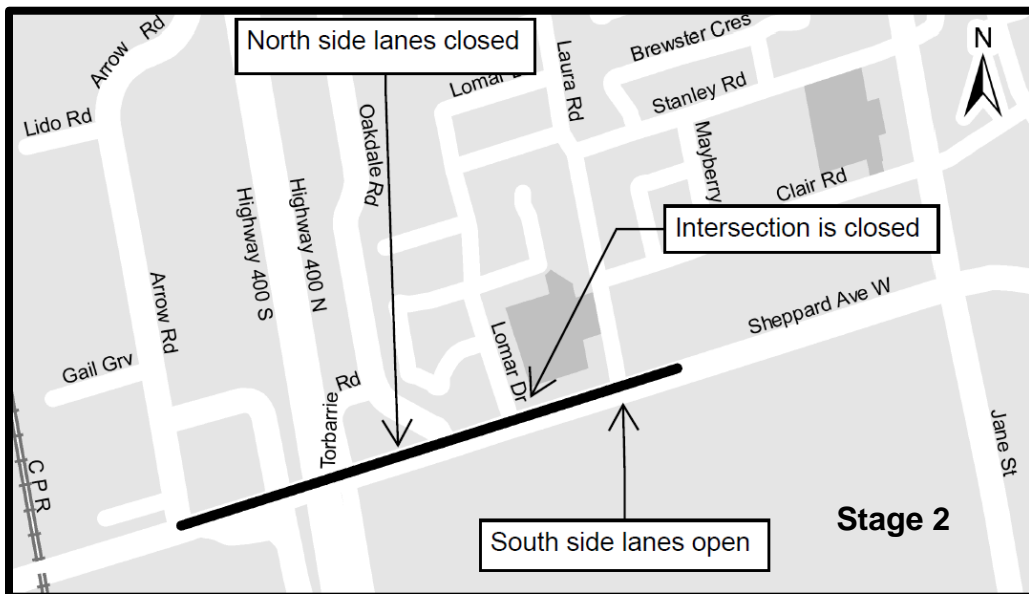 North side lanes closed
Arrow Rd
Lido Rd
Lomar
Laura Rd
Brewster Cres
Stanley Rd
N
Oakdale Rd
Mayberry
Clair Rd
Highway 400 S
Highway 400 N
Intersection is closed
Arrow Rd
Sheppard Ave W
Gail Grv
Lomar Dr
Torbarrie Rd
Jane St
C P R
South side lanes open
Stage 2